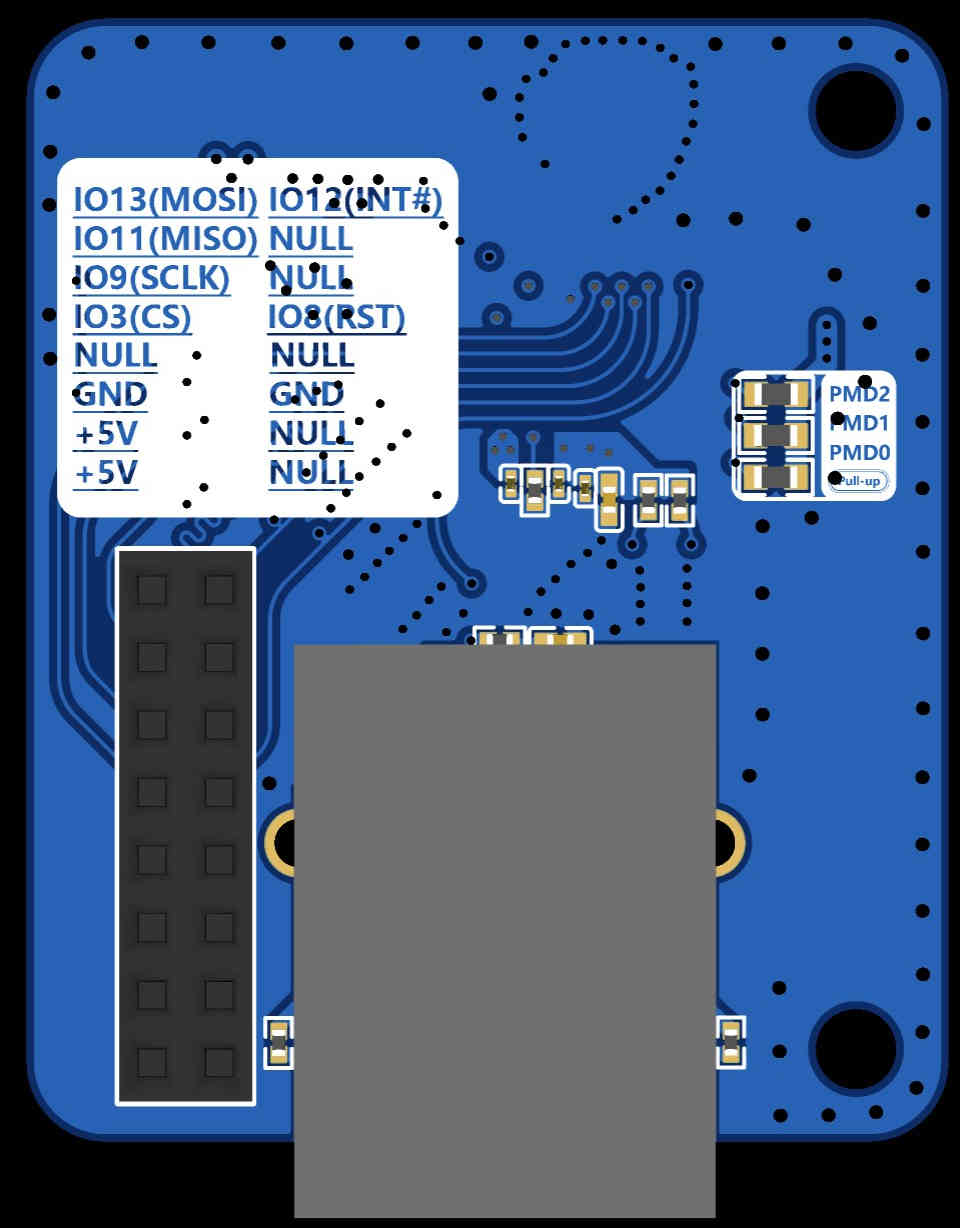 IO13(MOSI) IO12(INT#)
IO11(MISO) NULL
IO9(SCLK) NULL
IO3(CS) IO8(RST)
NULL NULL
GND GND
+5V NULL
+5V NULL
PMD2
PMD1
PMD0
Pull-up